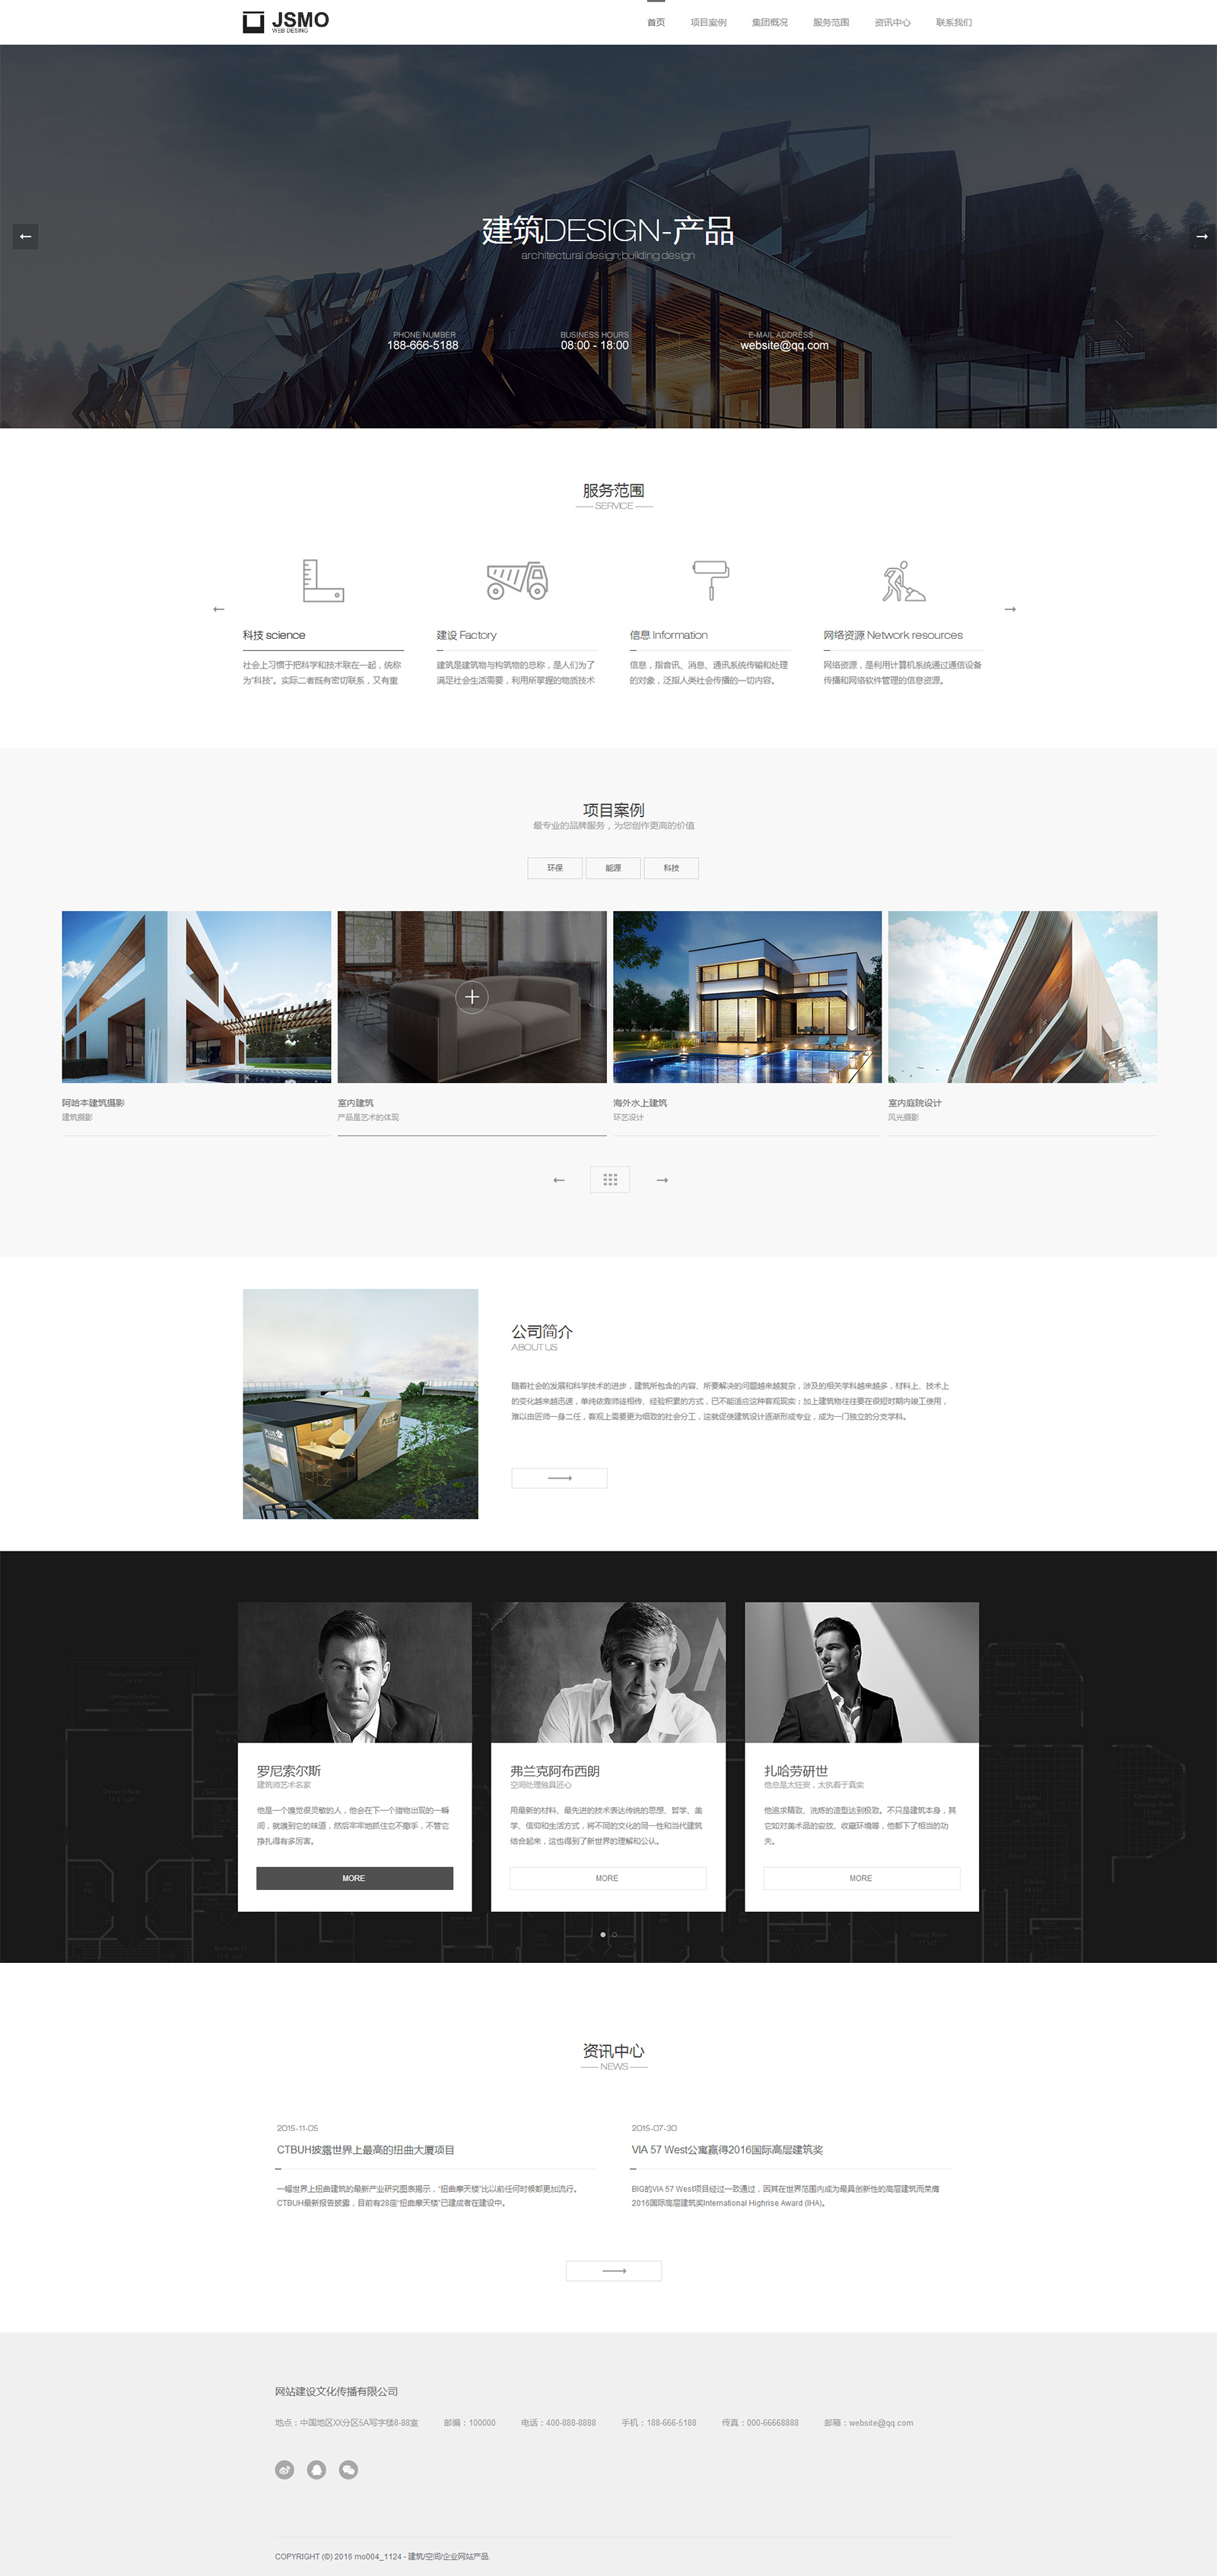 JSMO
WEB DESING
首页
项目案例
集团概况
服务范围
资讯中心
联系我们
建筑DESIGN-产品
architectural design;building design
PHONE NUMBER
188-666-5188
BUSINESS HOURS
08:00 - 18:00
E-MAIL ADDRESS
website@qq.com
服务范围
SERVICE
科技 science
社会上习惯于把科学和技术联在一起，统称
为“科技”。实际二者既有密切联系，又有重
建设 Factory
建筑是建筑物与构筑物的总称，是人们为了
满足社会生活需要，利用所掌握的物质技术
信息 Information
信息，指音讯、消息、通讯系统传输和处理
的对象，泛指人类社会传播的一切内容。
网络资源 Network resources
网络资源，是利用计算机系统通过通信设备
传播和网络软件管理的信息资源。
项目案例
最专业的品牌服务，为您创作更高的价值
环保
能源
科技
阿哈本建筑摄影
建筑摄影
室内建筑
产品是艺术的体现
海外水上建筑
环艺设计
室内庭院设计
风光摄影
PLUS
PLUS
公司简介
ABOUT US
随着社会的发展和科学技术的进步，建筑所包含的内容、所要解决的问题越来越复杂，涉及的相关学科越来越多，材料上、技术上
的变化越来越迅速，单纯依靠师徒相传、经验积累的方式，已不能适应这种客观现实；加上建筑物往往要在很短时期内竣工使用，
难以由匠师一身二任，客观上需要更为细致的社会分工，这就促使建筑设计逐渐形成专业，成为一门独立的分支学科。
罗尼索尔斯
建筑师艺术名家
他是一个嗅觉很灵敏的人，他会在下一个猎物出现的一瞬
间，就嗅到它的味道，然后牢牢地抓住它不撒手，不管它
挣扎得有多厉害。
MORE
弗兰克阿布西朗
空间处理独具匠心
用最新的材料、最先进的技术表达传统的思想、哲学、美
学、信仰和生活方式，将不同的文化的同一性和当代建筑
结合起来，这也得到了新世界的理解和公认。
MORE
扎哈劳研世
他总是太狂妄，太执着于真实
他追求精致、洗炼的造型达到极致。不只是建筑本身，其
它如对美术品的安放、收藏环境等，他都下了相当的功
夫。
MORE
资讯中心
NEWS
2015-11-05
CTBUH披露世界上最高的扭曲大厦项目
一幅世界上扭曲建筑的最新产业研究图表揭示，“扭曲摩天楼”比以前任何时候都更加流行。
CTBUH最新报告披露，目前有28座“扭曲摩天楼”已建成或在建设中。
2015-07-30
VIA 57 West公寓赢得2016国际高层建筑奖
BIG的VIA 57 West项目经过一致通过，因其在世界范围内成为最具创新性的高层建筑而荣膺
2016国际高层建筑奖International Highrise Award (IHA)。
网站建设文化传播有限公司
地点：中国地区XX分区5A写字楼8-88室
邮编：100000
电话：400-888-8888
手机：188-666-5188
传真：000-66668888
邮箱：website@qq.com
COPYRIGHT (©) 2016 mo004_1124 - 建筑/空间/企业网站产品.